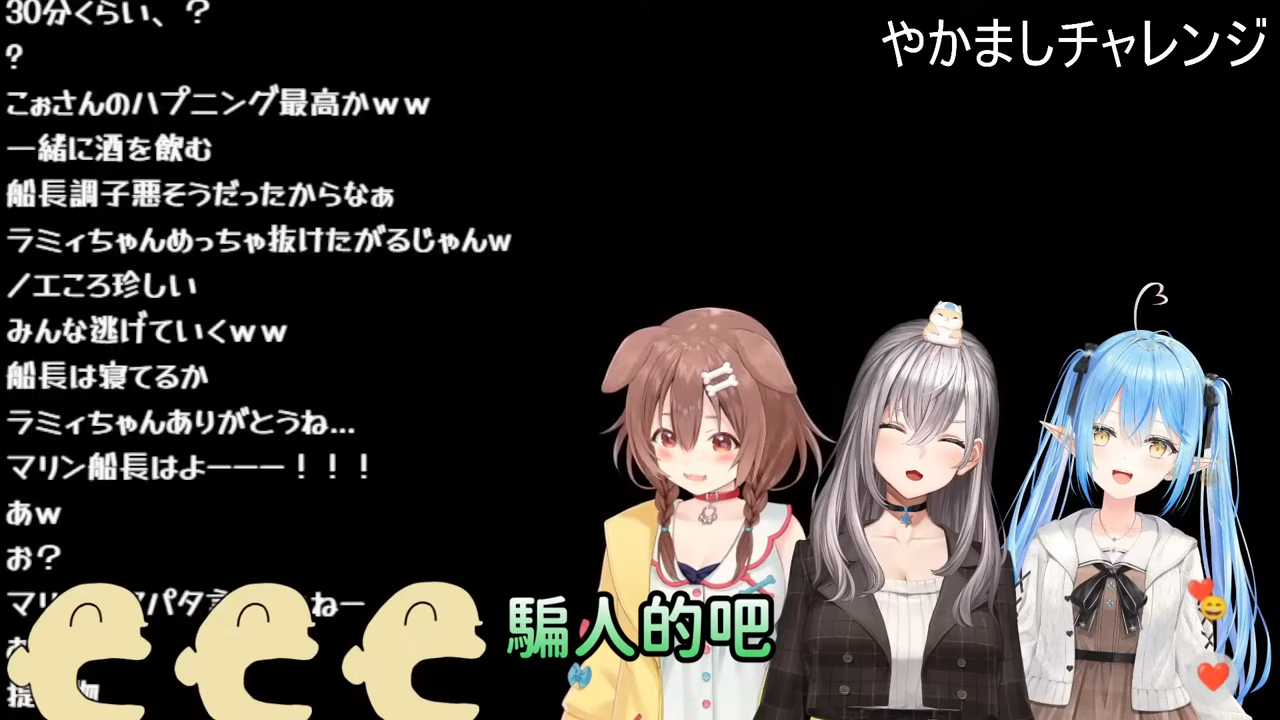 やかましチャレンジ
30分くらい、？
?
こぉさんのハプニング最高かｗｗ
一緒に酒を飲む
船長調子悪そうだったからなぁ
ラミィちゃんめっちゃ抜けたがるじゃんw
ノエころ珍しい
みんな逃げていくｗｗ
船長は寝てるか
ラミィちゃんありがとうね...
マリン船長はよーーー！！！
あw
お？
ねー
騙人的吧